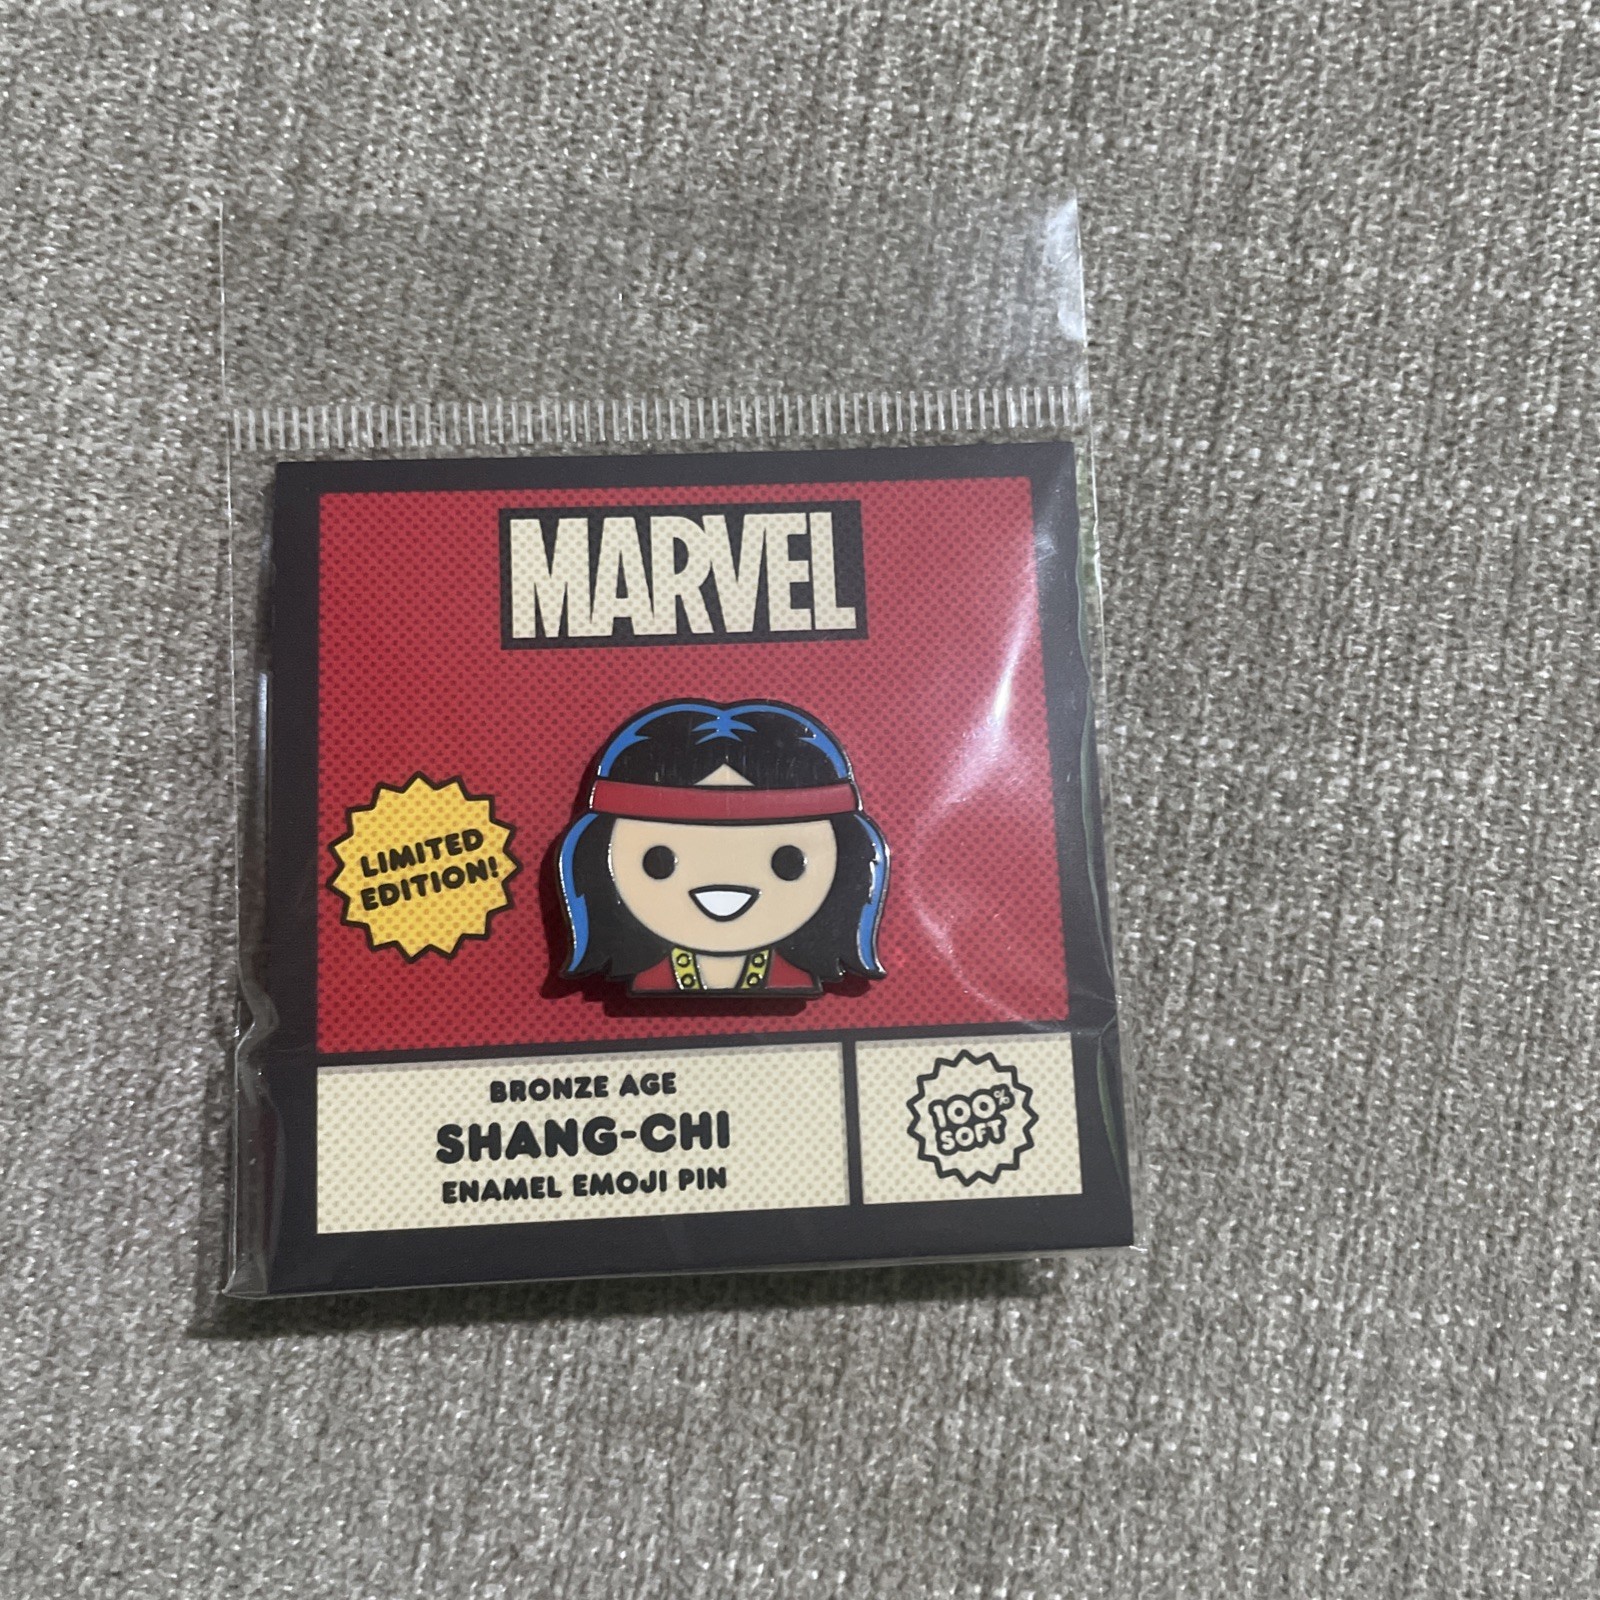 MARVEL
LIMITED
EDITION!
BRONZE AGE
SHANG-CHI
ENAMEL EMOJI PIN
100%
SOFT